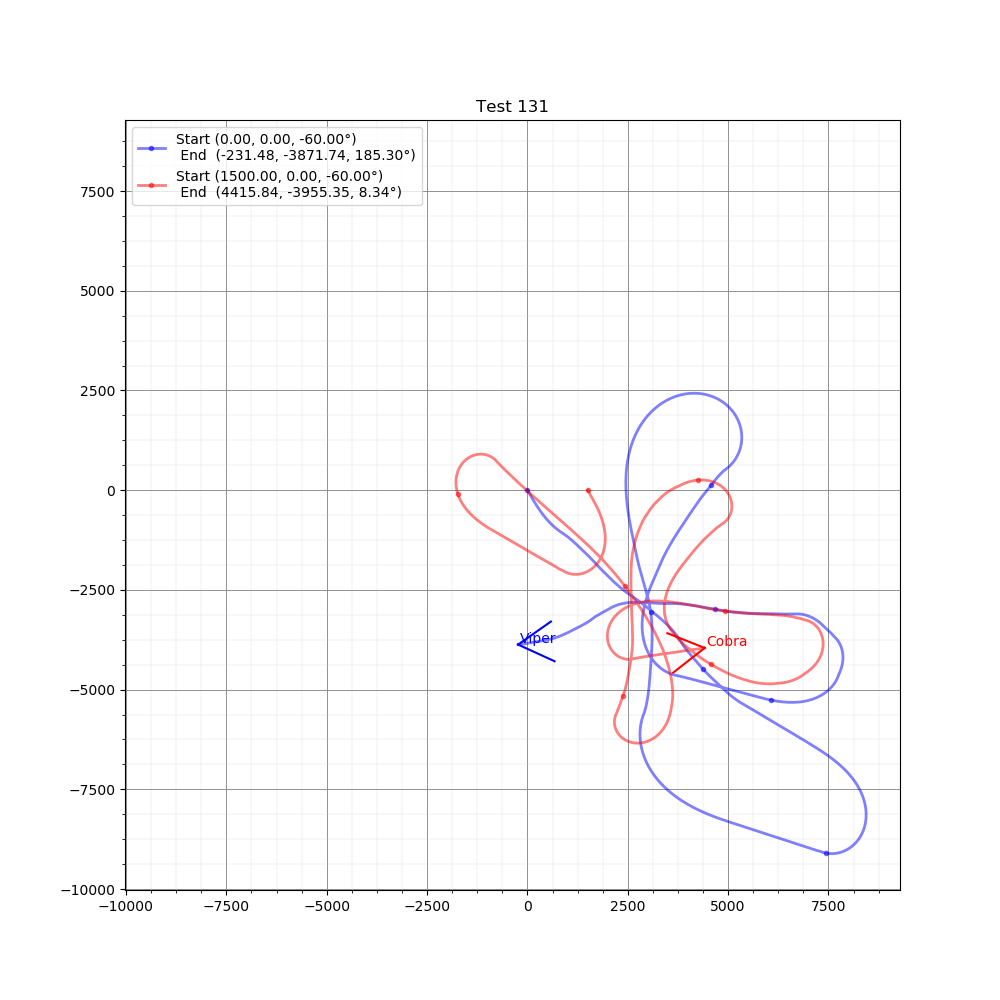 Test 131
Start (0.00, 0.00, -60.00°)
End (-231.48, -3871.74, 185.30°)
Start (1500.00, 0.00, -60.00°)
End (4415.84, -3955.35, 8.34°)
7500
5000
2500
0
−2500
−5000
−7500
−10000
Viper
Cobra
−10000 −7500 −5000 −2500 0 2500 5000 7500